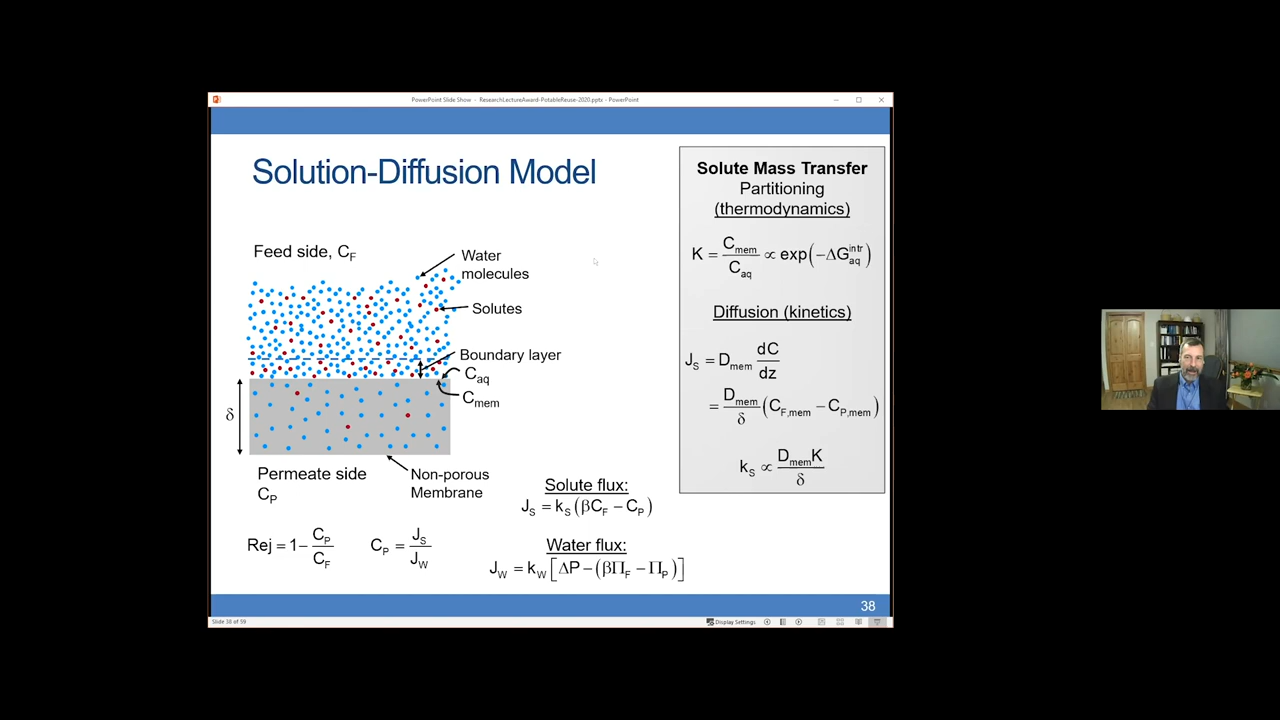 PowerPoint Slide Show - ResearchLectureAward-PotableReuse-2020.pptx - PowerPoint
Solution-Diffusion Model
Feed side, C_F
Water
molecules
Solutes
Boundary layer
C_aq
C_mem
δ
Permeate side
C_P
Non-porous
Membrane
Rej = 1 − C_P / C_F
C_P = J_S / J_W
Solute flux:
J_S = k_S (βC_F − C_P)
Water flux:
J_W = k_W [ΔP − (βΠ_F − Π_P)]
Solute Mass Transfer
Partitioning
(thermodynamics)
K = C_mem / C_aq ∝ exp(−ΔG_aq^intr)
Diffusion (kinetics)
J_S = D_mem dC / dz
= D_mem / δ (C_F,mem − C_P,mem)
k_S ∝ D_mem K / δ
38
Slide 38 of 59
Display Settings